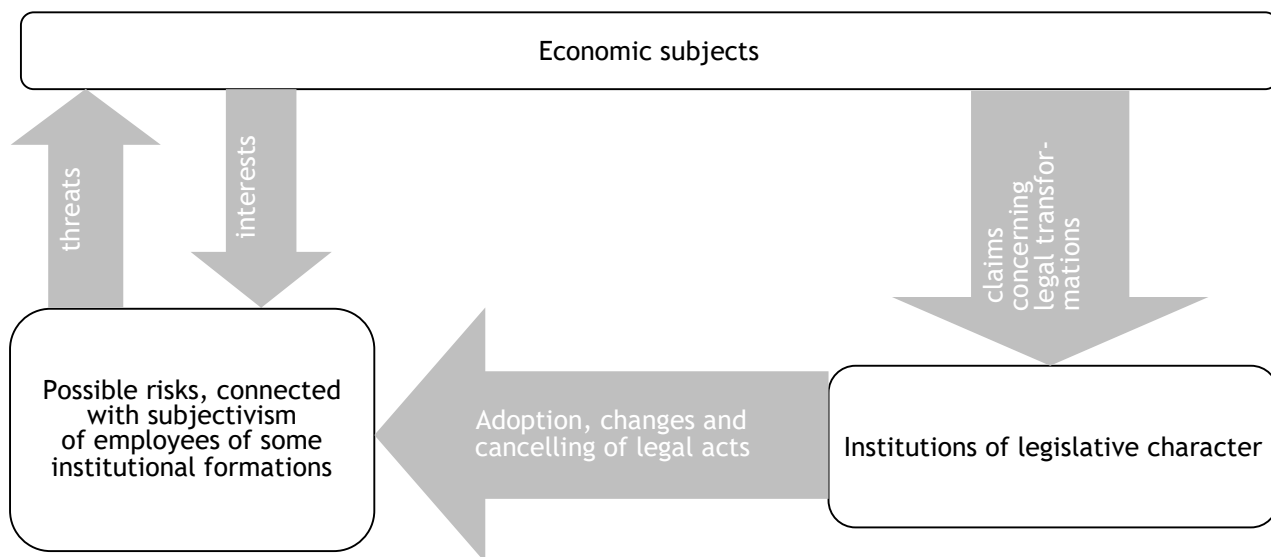 Economic subjects
threats
interests
claims
concerning
legal transfor-
mations
Possible risks, connected
with subjectivism
of employees of some
institutional formations
Adoption, changes and
cancelling of legal acts
Institutions of legislative character